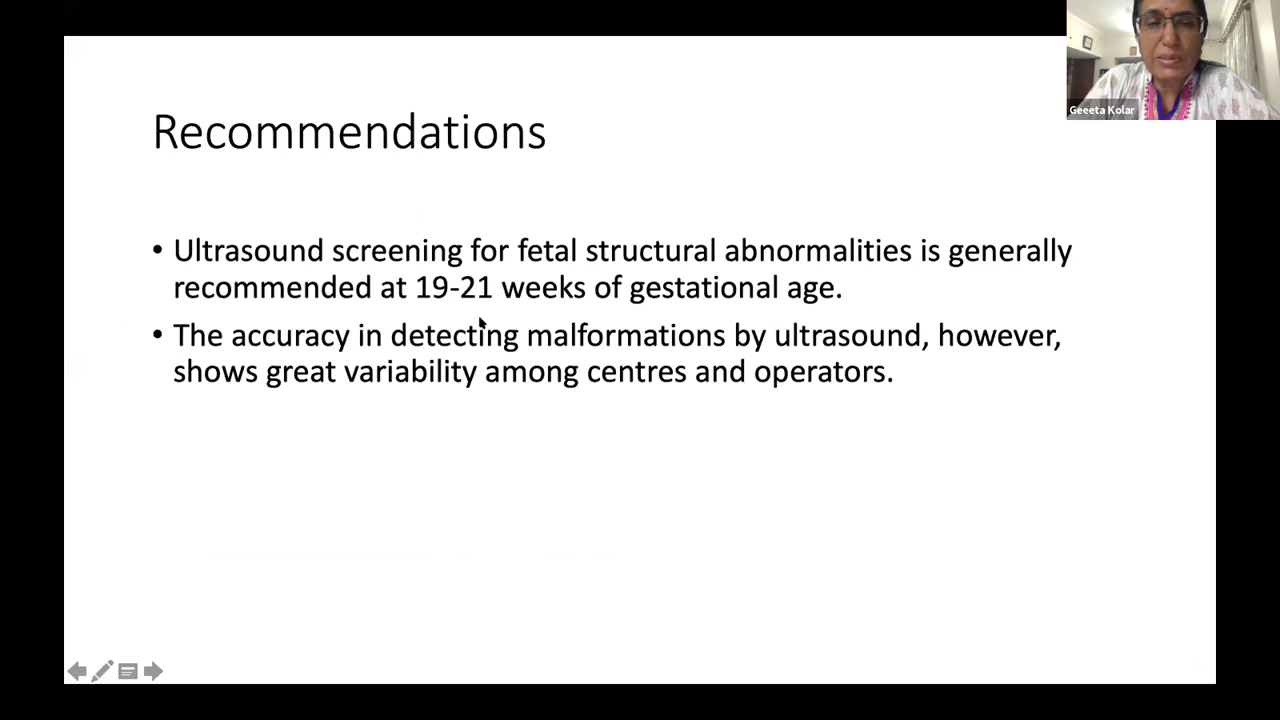 Geeeta Kolar
Recommendations
• Ultrasound screening for fetal structural abnormalities is generally
recommended at 19-21 weeks of gestational age.
• The accuracy in detecting malformations by ultrasound, however,
shows great variability among centres and operators.